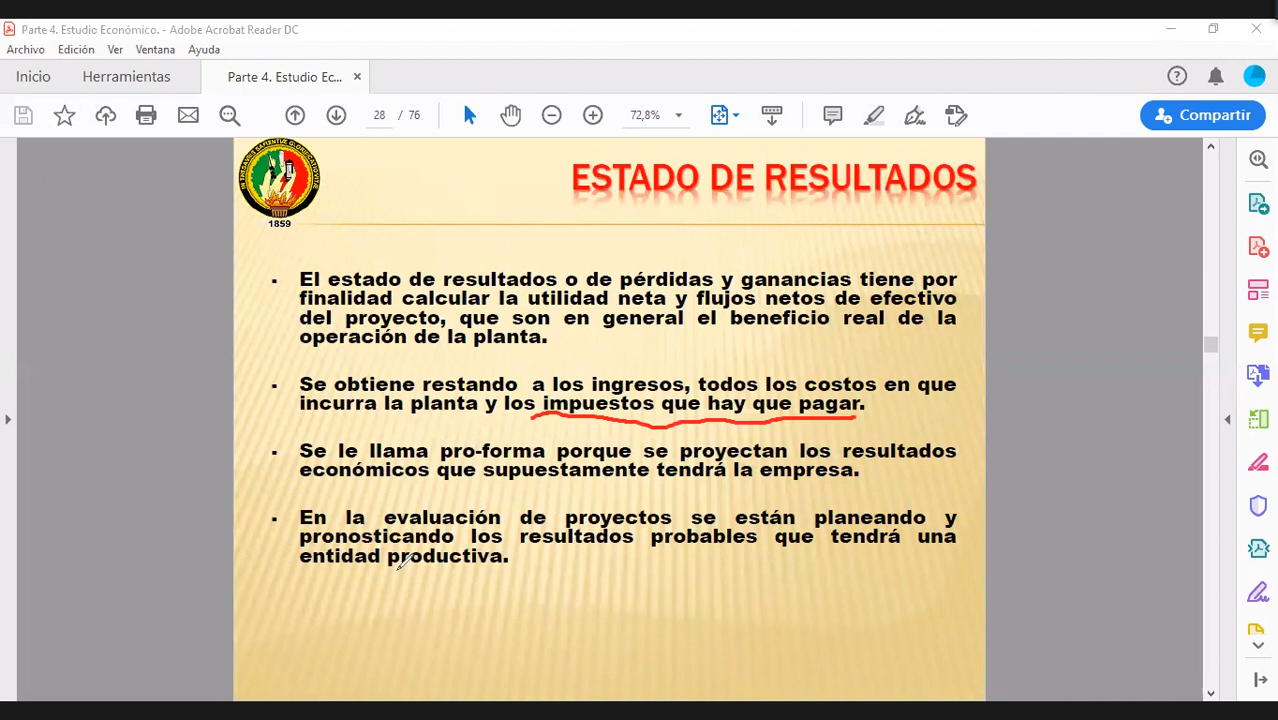 Parte 4. Estudio Económico. - Adobe Acrobat Reader DC
Archivo Edición Ver Ventana Ayuda
Inicio Herramientas Parte 4. Estudio Ec... ×
28 / 76 72,8% Compartir
ESTADO DE RESULTADOS
1859
▪ El estado de resultados o de pérdidas y ganancias tiene por
finalidad calcular la utilidad neta y flujos netos de efectivo
del proyecto, que son en general el beneficio real de la
operación de la planta.
▪ Se obtiene restando a los ingresos, todos los costos en que
incurra la planta y los impuestos que hay que pagar.
▪ Se le llama pro-forma porque se proyectan los resultados
económicos que supuestamente tendrá la empresa.
▪ En la evaluación de proyectos se están planeando y
pronosticando los resultados probables que tendrá una
entidad productiva.